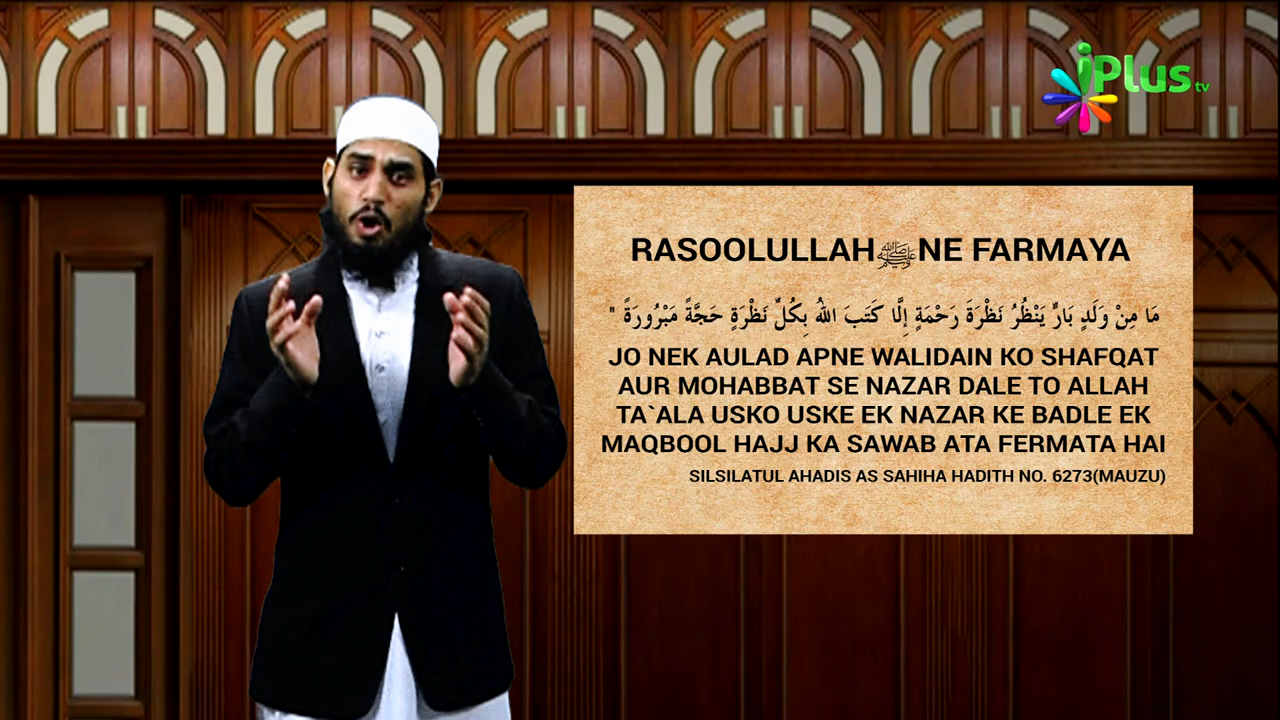 iPlus tv
RASOOLULLAH ﷺ NE FARMAYA
مَا مِنْ وَلَدٍ بَارٍّ يَنْظُرُ نَظْرَةَ رَحْمَةٍ إِلَّا كَتَبَ اللهُ بِكُلِّ نَظْرَةٍ حَجَّةً مَبْرُورَةً "
JO NEK AULAD APNE WALIDAIN KO SHAFQAT
AUR MOHABBAT SE NAZAR DALE TO ALLAH
TA`ALA USKO USKE EK NAZAR KE BADLE EK
MAQBOOL HAJJ KA SAWAB ATA FERMATA HAI
SILSILATUL AHADIS AS SAHIHA HADITH NO. 6273(MAUZU)